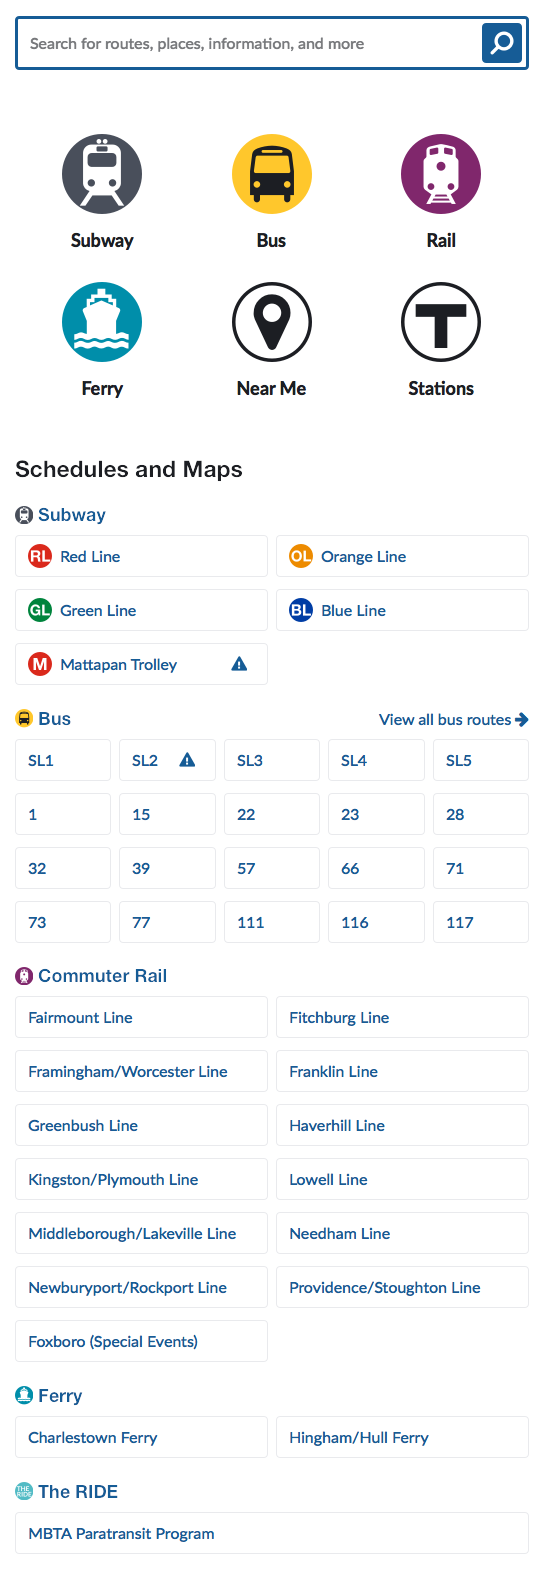 Search for routes, places, information, and more
Subway Bus Rail
Ferry Near Me Stations
T
Schedules and Maps
Subway
RL Red Line OL Orange Line
GL Green Line BL Blue Line
M Mattapan Trolley
Bus View all bus routes
SL1 SL2 SL3 SL4 SL5
1 15 22 23 28
32 39 57 66 71
73 77 111 116 117
Commuter Rail
Fairmount Line Fitchburg Line
Framingham/Worcester Line Franklin Line
Greenbush Line Haverhill Line
Kingston/Plymouth Line Lowell Line
Middleborough/Lakeville Line Needham Line
Newburyport/Rockport Line Providence/Stoughton Line
Foxboro (Special Events)
Ferry
Charlestown Ferry Hingham/Hull Ferry
THE RIDE The RIDE
MBTA Paratransit Program